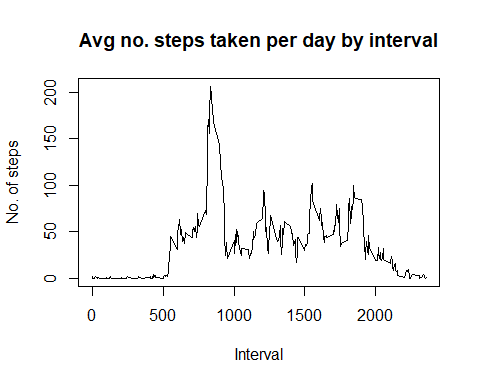 Avg no. steps taken per day by interval
No. of steps
200
150
100
50
0
0 500 1000 1500 2000
Interval